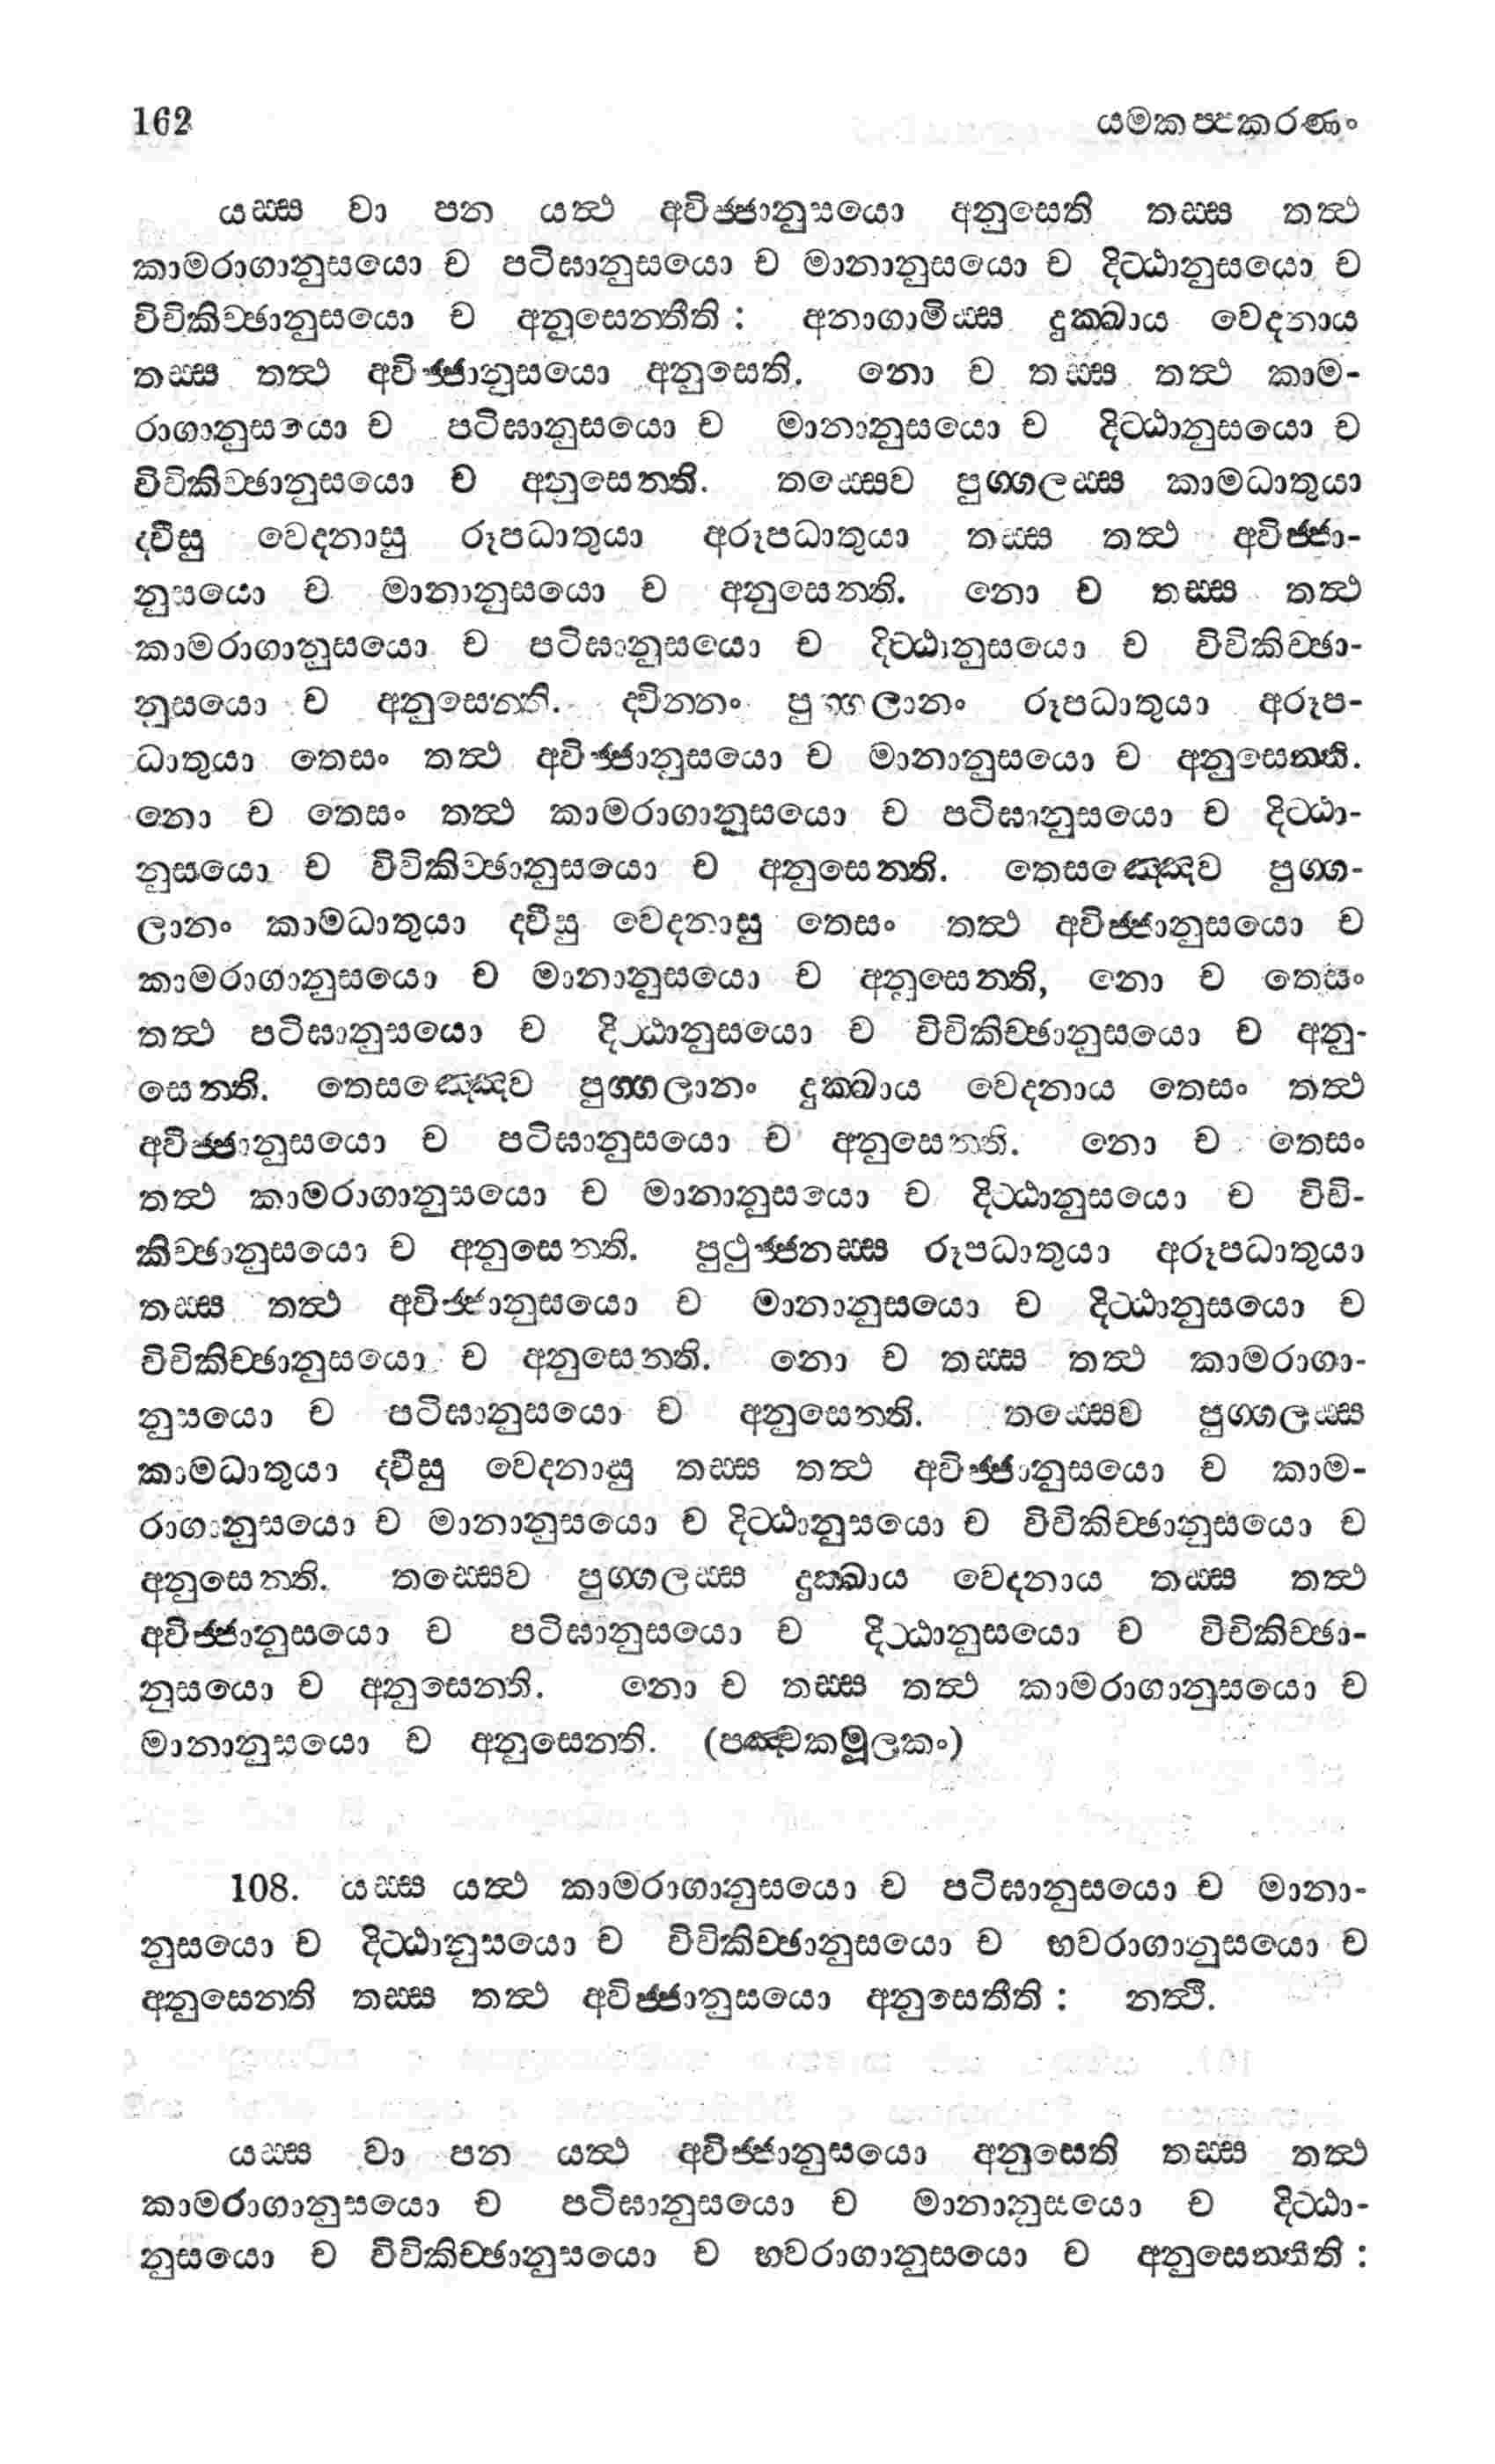 162 යමකප්පකරණං
යස්ස වා පන යත්ථ අවිජ්ජානුසයො අනුසෙති තස්ස තත්ථ
කාමරාගානුසයො ච පටිඝානුසයො ච මානානුසයො ච දිට්ඨානුසයො ච
විචිකිච්ඡානුසයො ච අනුසෙන්තීති : අනාගාමිස්ස දුක්ඛාය වෙදනාය
තස්ස තත්ථ අවිජ්ජානුසයො අනුසෙති. නො ච තස්ස තත්ථ කාම-
රාගානුසයො ච පටිඝානුසයො ච මානානුසයො ච දිට්ඨානුසයො ච
විචිකිච්ඡානුසයො ච අනුසෙන්ති. තස්සෙව පුග්ගලස්ස කාමධාතුයා
ද්වීසු වෙදනාසු රූපධාතුයා අරූපධාතුයා තස්ස තත්ථ අවිජ්ජා-
නුසයො ච මානානුසයො ච අනුසෙන්ති. නො ච තස්ස තත්ථ
කාමරාගානුසයො ච පටිඝානුසයො ච දිට්ඨානුසයො ච විචිකිච්ඡා-
නුසයො ච අනුසෙන්ති. ද්වින්නං පුග්ගලානං රූපධාතුයා අරූප-
ධාතුයා තෙසං තත්ථ අවිජ්ජානුසයො ච මානානුසයො ච අනුසෙන්ති.
නො ච තෙසං තත්ථ කාමරාගානුසයො ච පටිඝානුසයො ච දිට්ඨා-
නුසයො ච විචිකිච්ඡානුසයො ච අනුසෙන්ති. තෙසඤ්ඤෙව පුග්ග-
ලානං කාමධාතුයා ද්වීසු වෙදනාසු තෙසං තත්ථ අවිජ්ජානුසයො ච
කාමරාගානුසයො ච මානානුසයො ච අනුසෙන්ති, නො ච තෙසං
තත්ථ පටිඝානුසයො ච දිට්ඨානුසයො ච විචිකිච්ඡානුසයො ච අනු-
සෙන්ති. තෙසඤ්ඤෙව පුග්ගලානං දුක්ඛාය වෙදනාය තෙසං තත්ථ
අවිජ්ජානුසයො ච පටිඝානුසයො ච අනුසෙන්ති. නො ච තෙසං
තත්ථ කාමරාගානුසයො ච මානානුසයො ච දිට්ඨානුසයො ච විචි-
කිච්ඡානුසයො ච අනුසෙන්ති. පුථුජ්ජනස්ස රූපධාතුයා අරූපධාතුයා
තස්ස තත්ථ අවිජ්ජානුසයො ච මානානුසයො ච දිට්ඨානුසයො ච
විචිකිච්ඡානුසයො ච අනුසෙන්ති. නො ච තස්ස තත්ථ කාමරාගා-
නුසයො ච පටිඝානුසයො ච අනුසෙන්ති. තස්සෙව පුග්ගලස්ස
කාමධාතුයා ද්වීසු වෙදනාසු තස්ස තත්ථ අවිජ්ජානුසයො ච කාම-
රාගානුසයො ච මානානුසයො ච දිට්ඨානුසයො ච විචිකිච්ඡානුසයො ච
අනුසෙන්ති. තස්සෙව පුග්ගලස්ස දුක්ඛාය වෙදනාය තස්ස තත්ථ
අවිජ්ජානුසයො ච පටිඝානුසයො ච දිට්ඨානුසයො ච විචිකිච්ඡා-
නුසයො ච අනුසෙන්ති. නො ච තස්ස තත්ථ කාමරාගානුසයො ච
මානානුසයො ච අනුසෙන්ති. (පඤ්චකමූලකං)
108. යස්ස යත්ථ කාමරාගානුසයො ච පටිඝානුසයො ච මානා-
නුසයො ච දිට්ඨානුසයො ච විචිකිච්ඡානුසයො ච භවරාගානුසයො ච
අනුසෙන්ති තස්ස තත්ථ අවිජ්ජානුසයො අනුසෙතීති : නත්ථි.
යස්ස වා පන යත්ථ අවිජ්ජානුසයො අනුසෙති තස්ස තත්ථ
කාමරාගානුසයො ච පටිඝානුසයො ච මානානුසයො ච දිට්ඨා-
නුසයො ච විචිකිච්ඡානුසයො ච භවරාගානුසයො ච අනුසෙන්තීති :